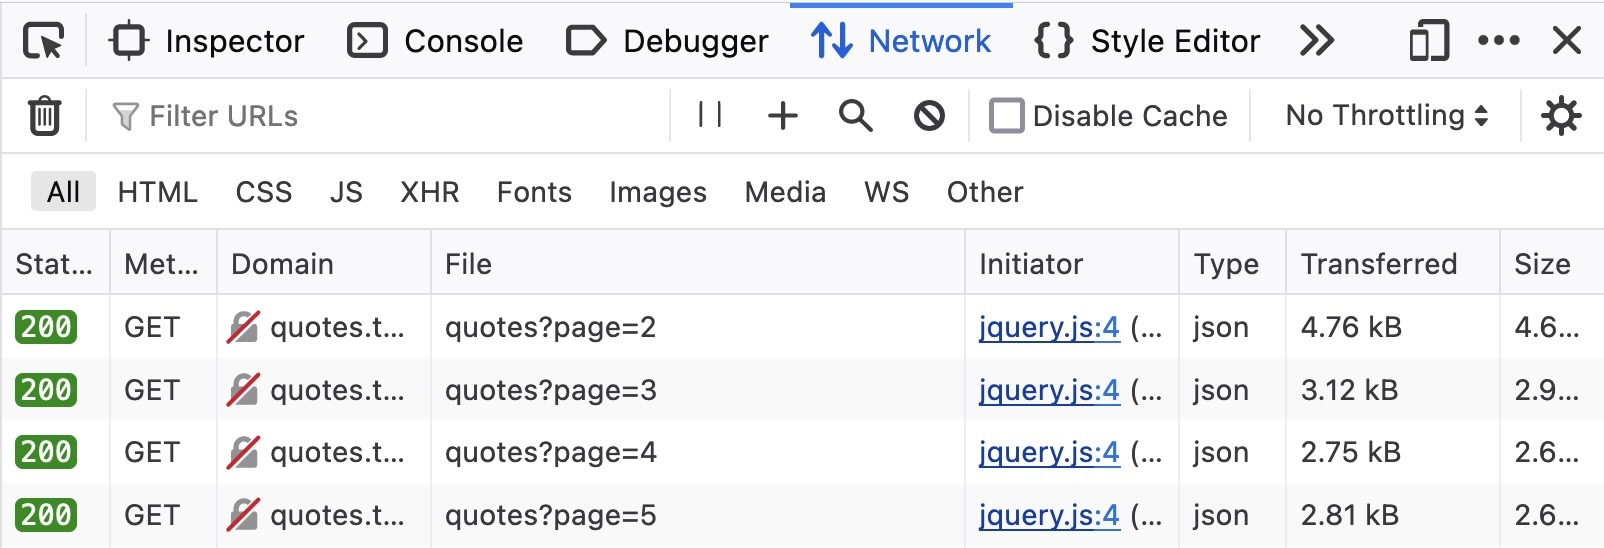 Inspector Console Debugger Network Style Editor
Filter URLs Disable Cache No Throttling
All HTML CSS JS XHR Fonts Images Media WS Other
Stat... Met... Domain File Initiator Type Transferred Size
200 GET quotes.t... quotes?page=2 jquery.js:4 (... json 4.76 kB 4.6...
200 GET quotes.t... quotes?page=3 jquery.js:4 (... json 3.12 kB 2.9...
200 GET quotes.t... quotes?page=4 jquery.js:4 (... json 2.75 kB 2.6...
200 GET quotes.t... quotes?page=5 jquery.js:4 (... json 2.81 kB 2.6...